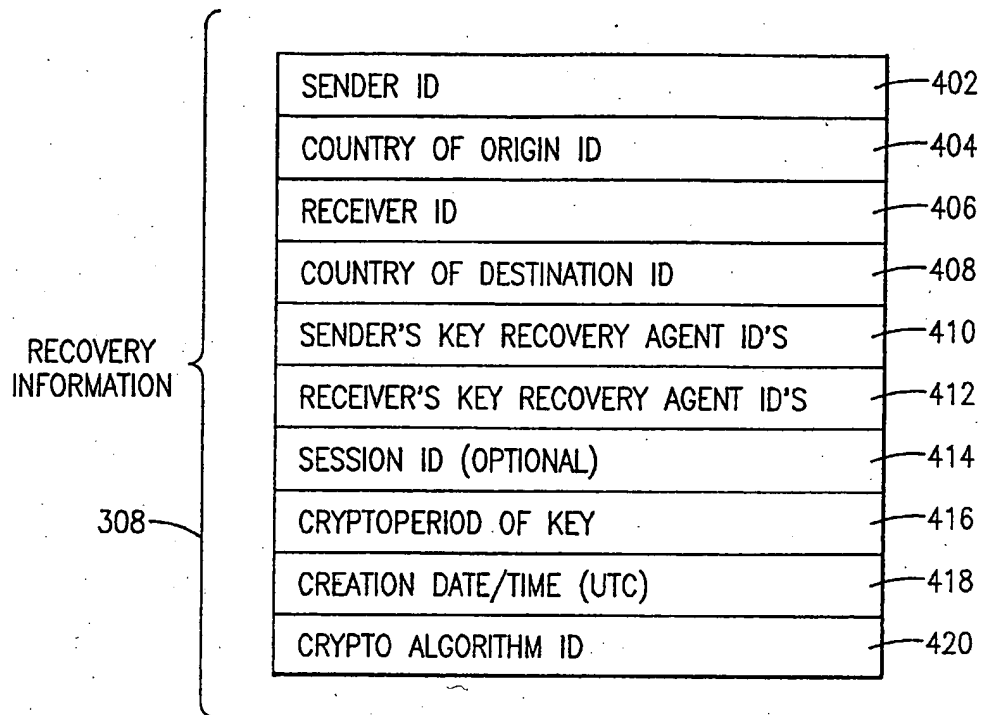 SENDER ID 402
COUNTRY OF ORIGIN ID 404
RECEIVER ID 406
COUNTRY OF DESTINATION ID 408
SENDER'S KEY RECOVERY AGENT ID'S 410
RECOVERY
INFORMATION
RECEIVER'S KEY RECOVERY AGENT ID'S 412
SESSION ID (OPTIONAL) 414
308
CRYPTOPERIOD OF KEY 416
CREATION DATE/TIME (UTC) 418
CRYPTO ALGORITHM ID 420